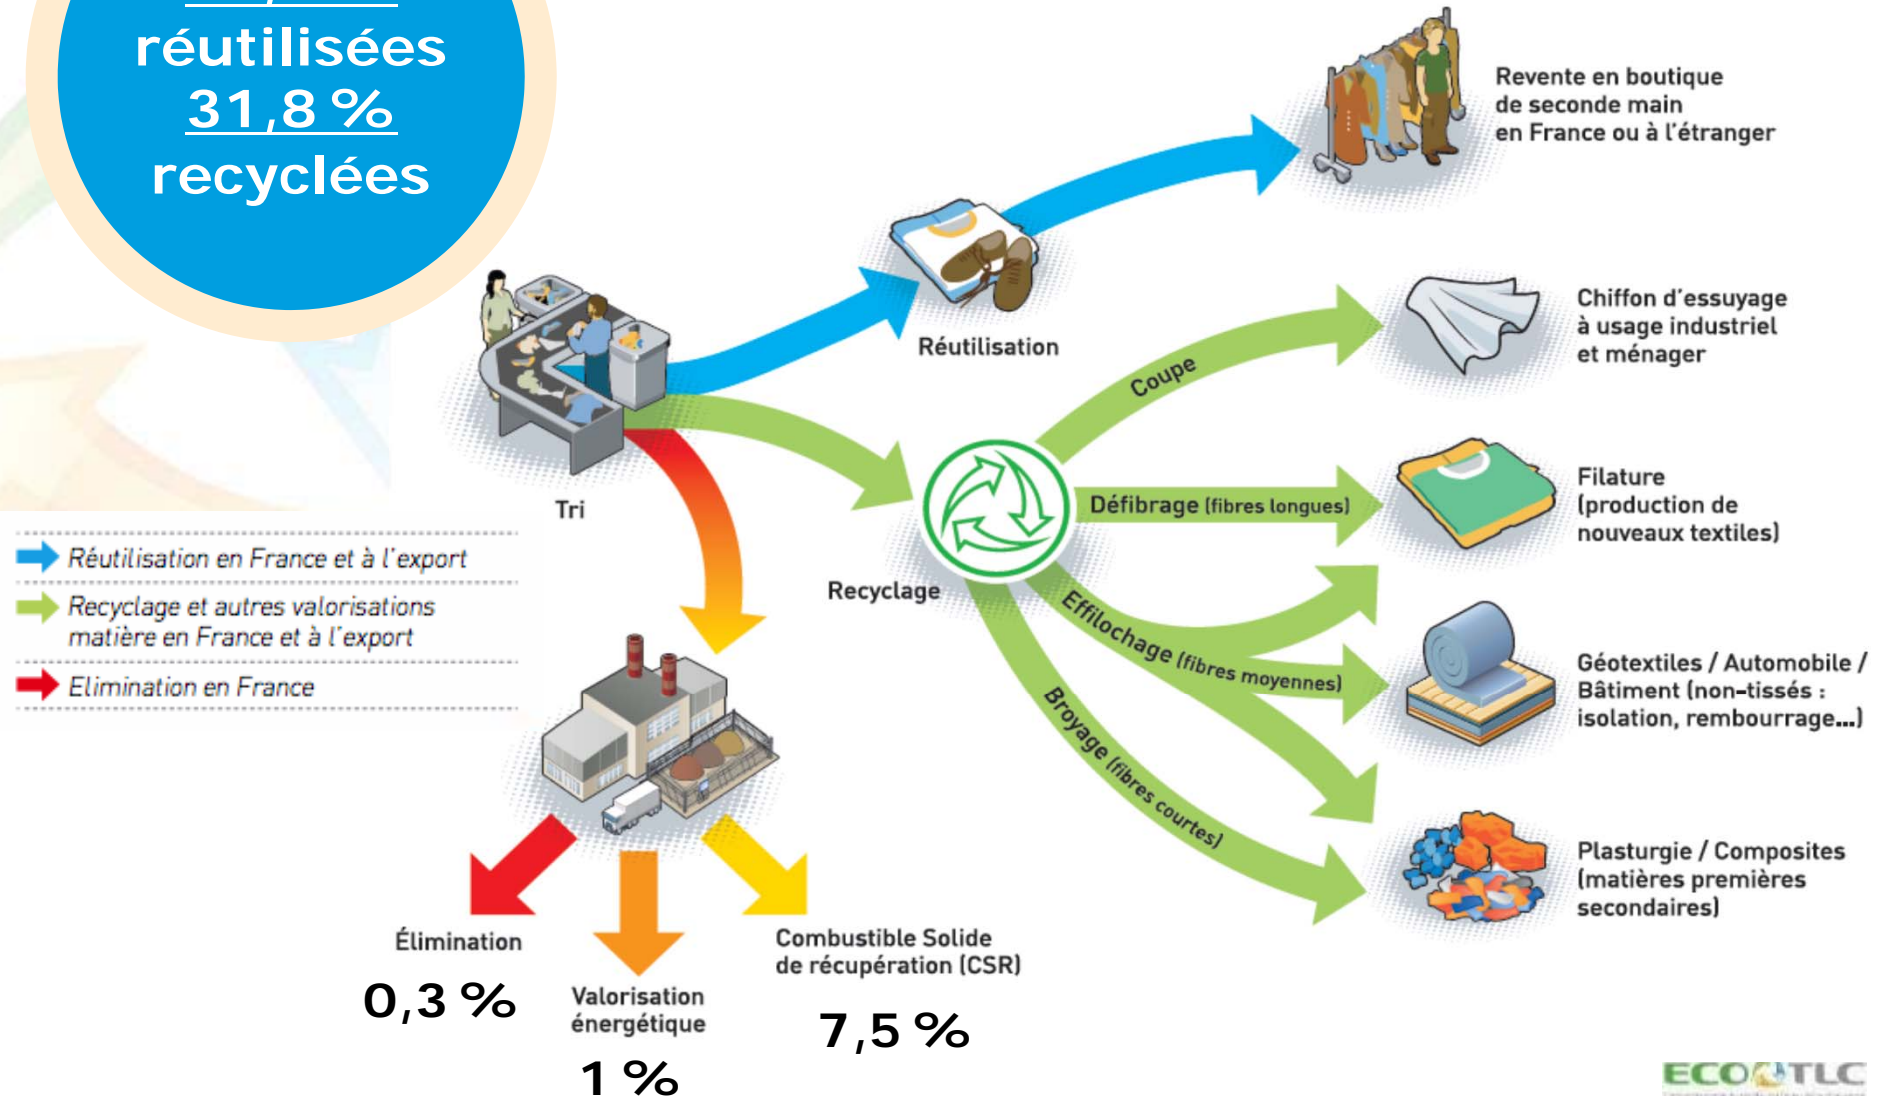 réutilisées
31,8 %
recyclées
Revente en boutique
de seconde main
en France ou à l'étranger
Réutilisation
Chiffon d'essuyage
à usage industriel
et ménager
Coupe
Tri
Défibrage (fibres longues)
Filature
(production de
nouveaux textiles)
Recyclage
Effilochage (fibres moyennes)
Géotextiles / Automobile /
Bâtiment (non-tissés :
isolation, rembourrage...)
Broyage (fibres courtes)
Plasturgie / Composites
(matières premières
secondaires)
Réutilisation en France et à l'export
Recyclage et autres valorisations
matière en France et à l'export
Elimination en France
Élimination
0,3 %
Valorisation
énergétique
1 %
Combustible Solide
de récupération (CSR)
7,5 %
ECO TLC